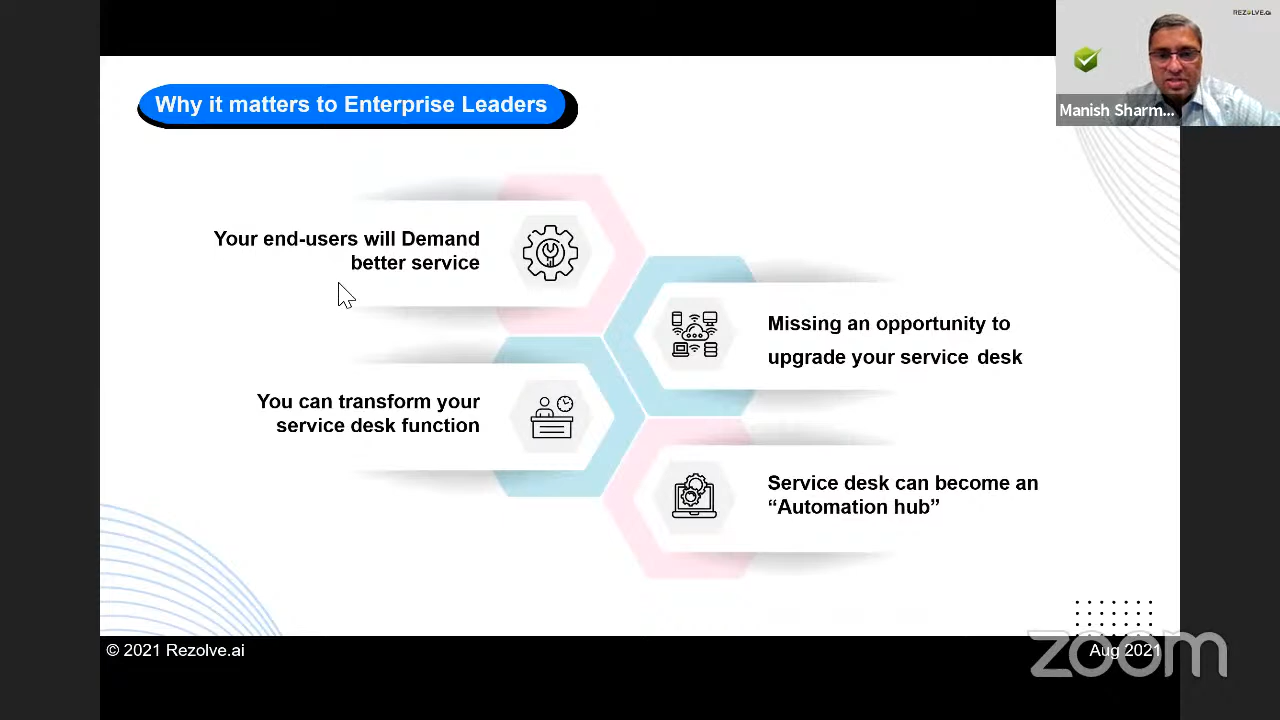 REZOLVE.ai
Manish Sharm...
Why it matters to Enterprise Leaders
Your end-users will Demand
better service
Missing an opportunity to
upgrade your service desk
You can transform your
service desk function
Service desk can become an
“Automation hub”
© 2021 Rezolve.ai
Aug 2021
zoom